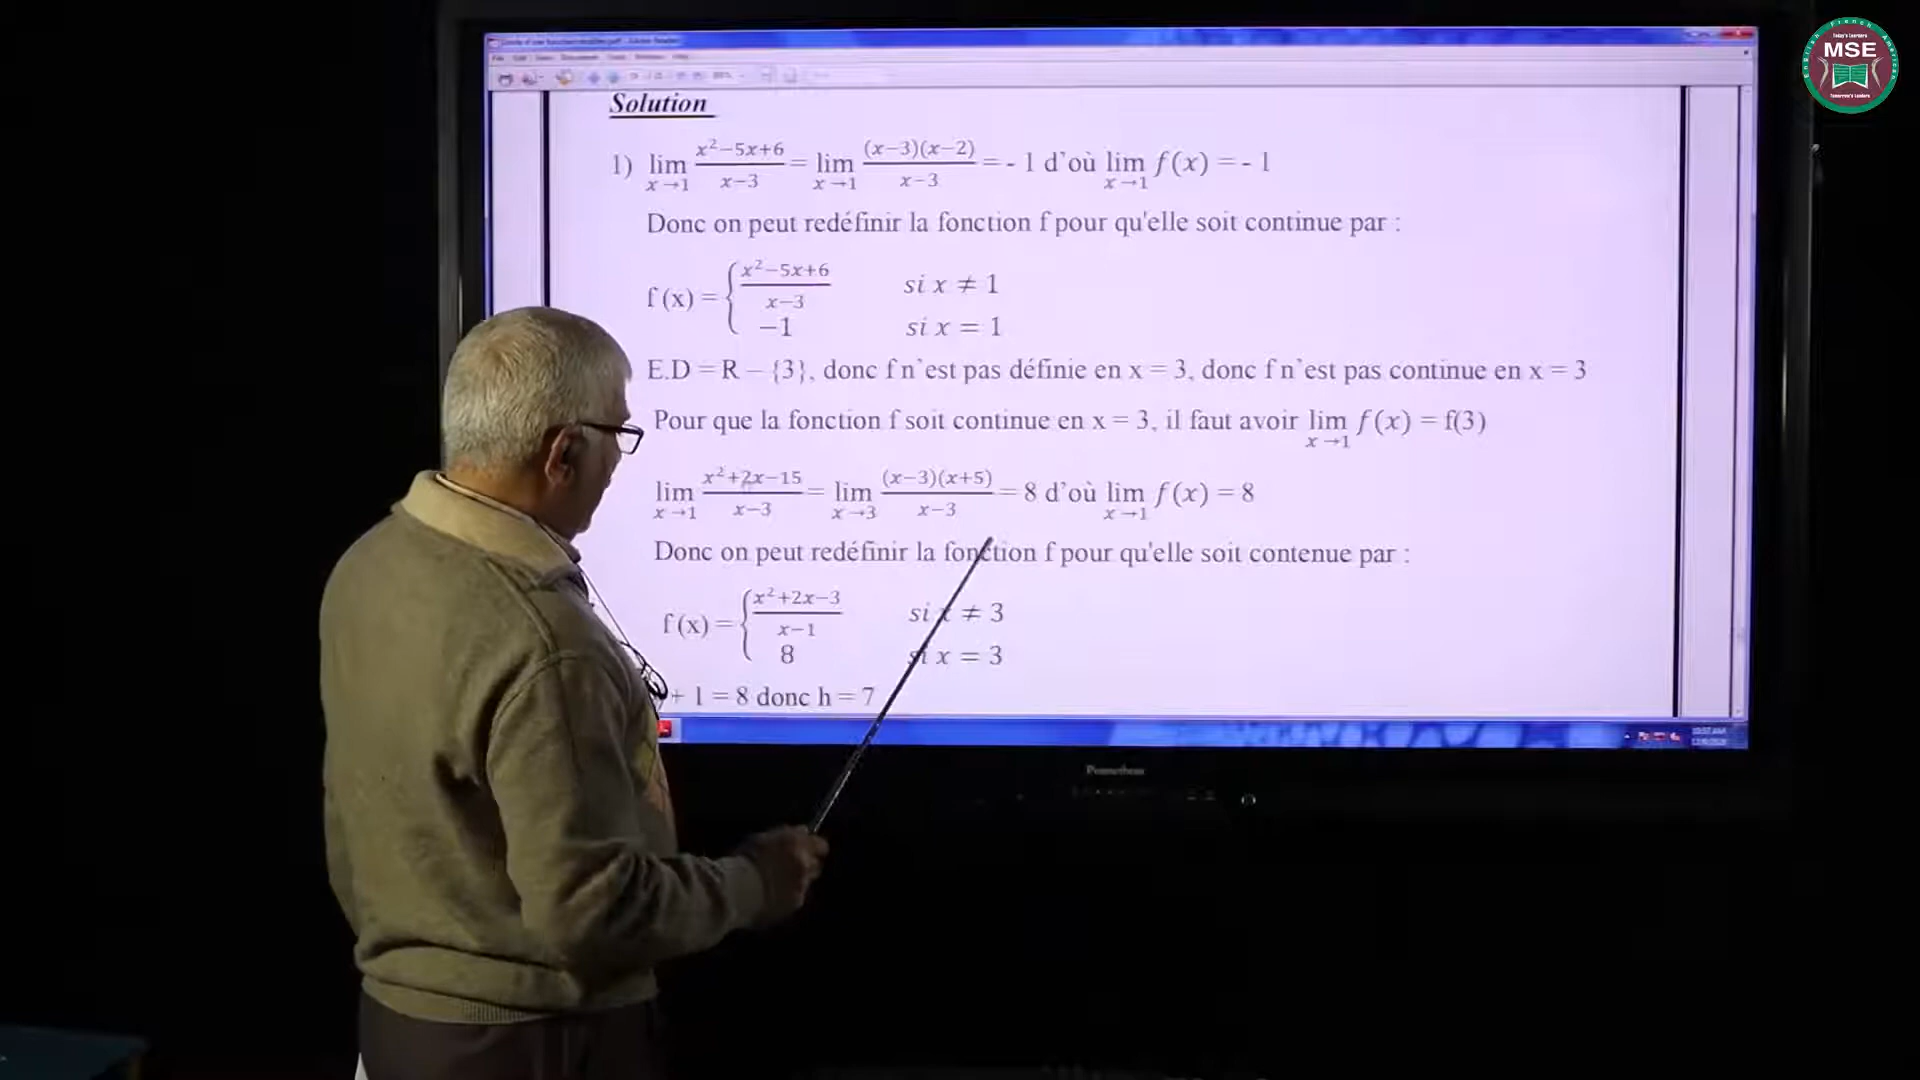 MSE
Solution
1) lim x→1 x²−5x+6 / x−3 = lim x→1 (x−3)(x−2) / x−3 = - 1 d'où lim x→1 f(x) = - 1
Donc on peut redéfinir la fonction f pour qu'elle soit continue par :
f (x) = { x²−5x+6 / x−3 si x ≠ 1
−1 si x = 1
E.D = R – {3}, donc f n'est pas définie en x = 3, donc f n'est pas continue en x = 3
Pour que la fonction f soit continue en x = 3, il faut avoir lim x→1 f(x) = f(3)
lim x→1 x²+2x−15 / x−3 = lim x→3 (x−3)(x+5) / x−3 = 8 d'où lim x→1 f(x) = 8
Donc on peut redéfinir la fonction f pour qu'elle soit contenue par :
f (x) = { x²+2x−3 / x−1 si x ≠ 3
8 si x = 3
+ 1 = 8 donc h = 7
Promethean